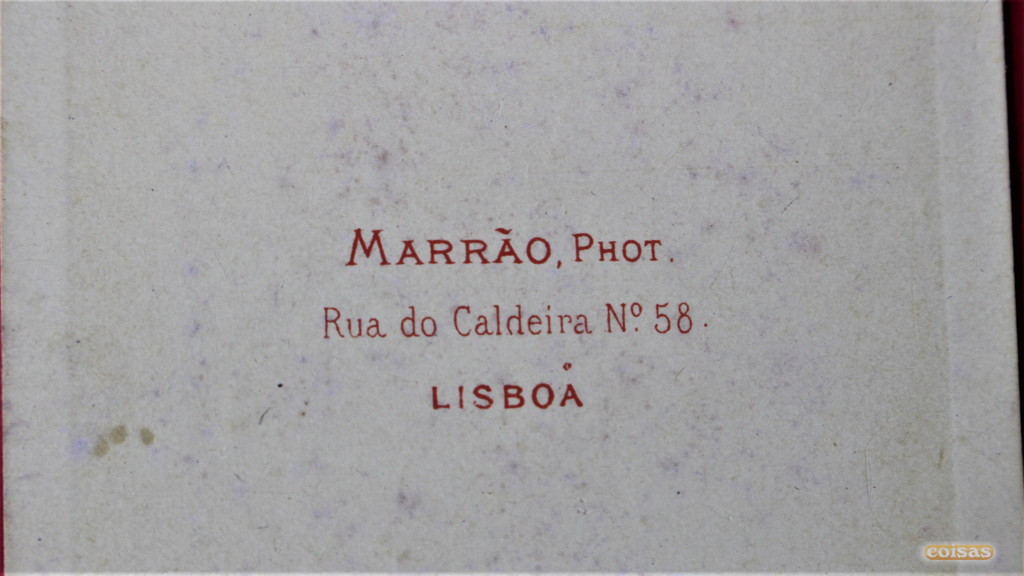 MARRÃO, PHOT.
Rua do Caldeira Nº 58.
LISBOA
coisas